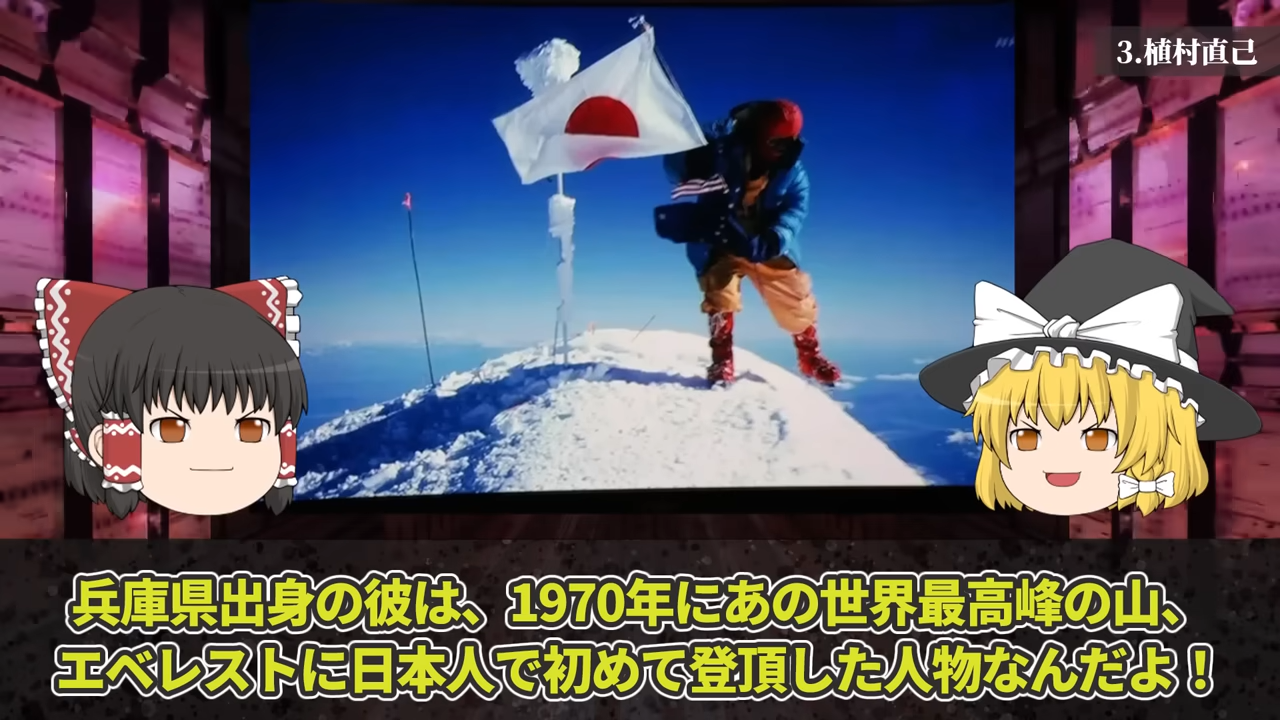 3.植村直己
兵庫県出身の彼は、1970年にあの世界最高峰の山、
エベレストに日本人で初めて登頂した人物なんだよ！